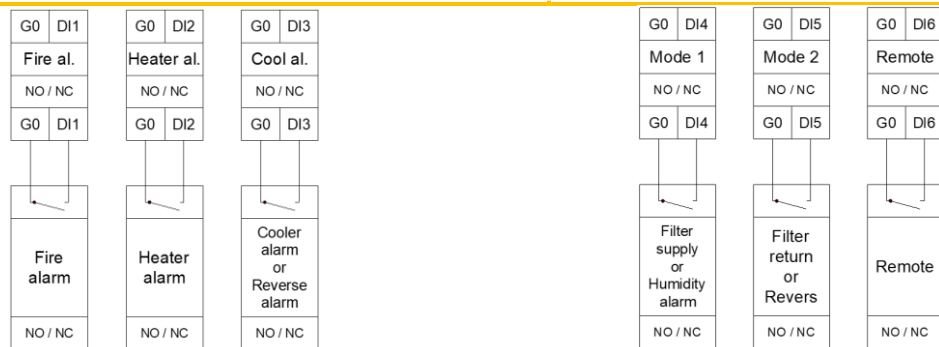 G0 DI1 G0 DI2 G0 DI3 G0 DI4 G0 DI5 G0 DI6
Fire al. Heater al. Cool al. Mode 1 Mode 2 Remote
NO / NC NO / NC NO / NC NO / NC NO / NC NO / NC
G0 DI1 G0 DI2 G0 DI3 G0 DI4 G0 DI5 G0 DI6
Fire
alarm
Heater
alarm
Cooler
alarm
or
Reverse
alarm
Filter
supply
or
Humidity
alarm
Filter
return
or
Revers
Remote
NO / NC NO / NC NO / NC NO / NC NO / NC NO / NC